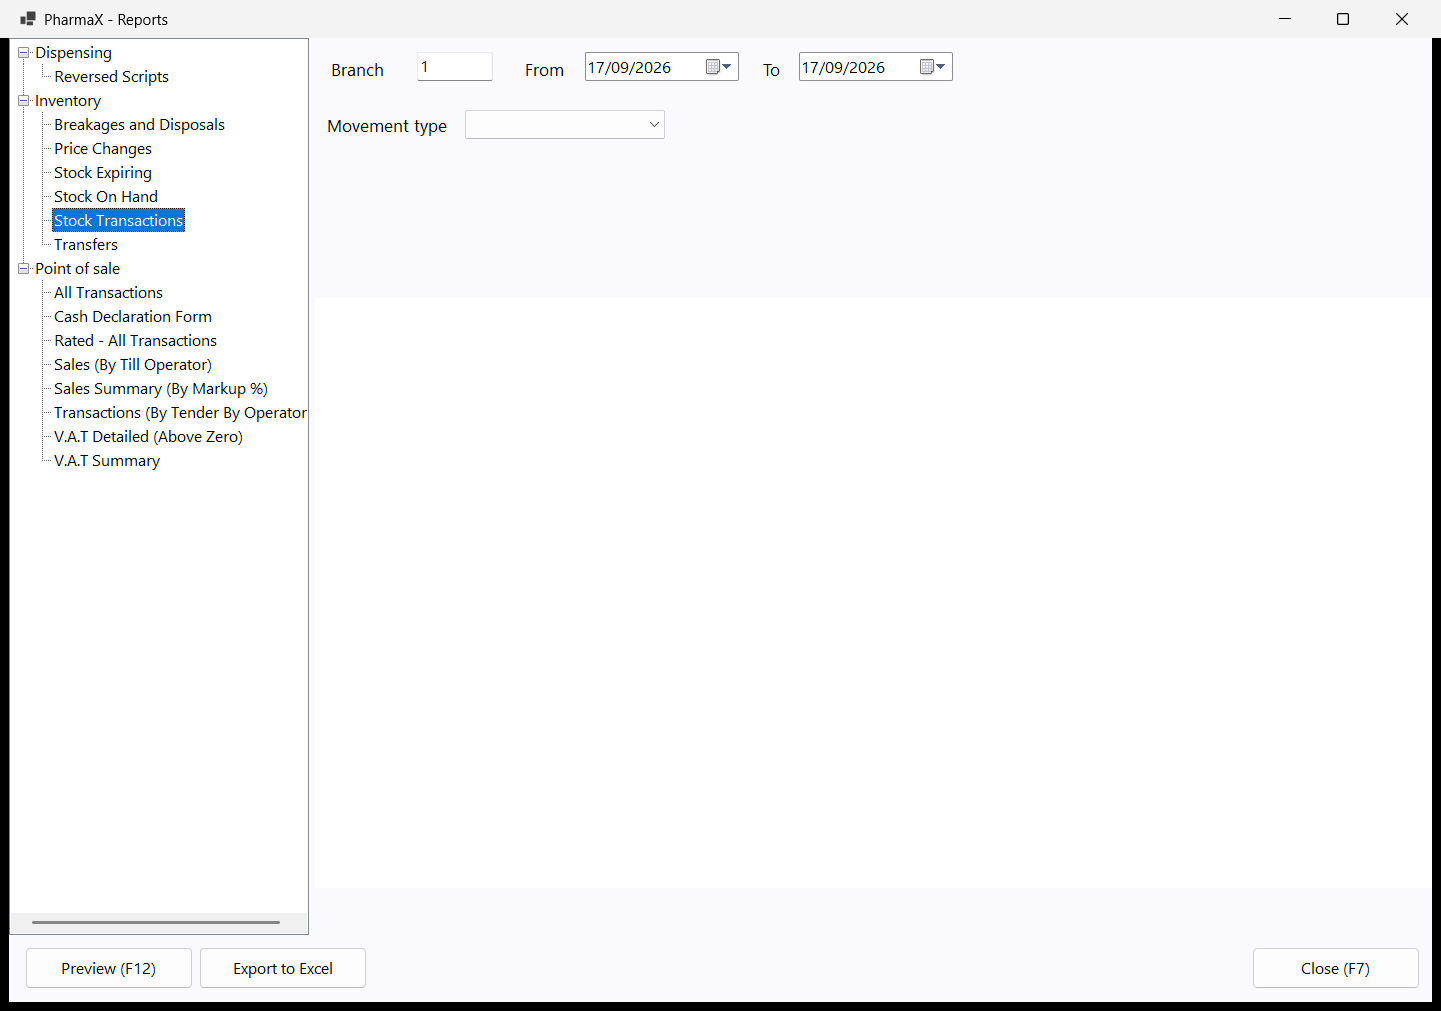 PharmaX - Reports
Dispensing
Reversed Scripts
Inventory
Breakages and Disposals
Price Changes
Stock Expiring
Stock On Hand
Stock Transactions
Transfers
Point of sale
All Transactions
Cash Declaration Form
Rated - All Transactions
Sales (By Till Operator)
Sales Summary (By Markup %)
Transactions (By Tender By Operator
V.A.T Detailed (Above Zero)
V.A.T Summary
Branch 1 From 17/09/2026 To 17/09/2026
Movement type
Preview (F12) Export to Excel Close (F7)